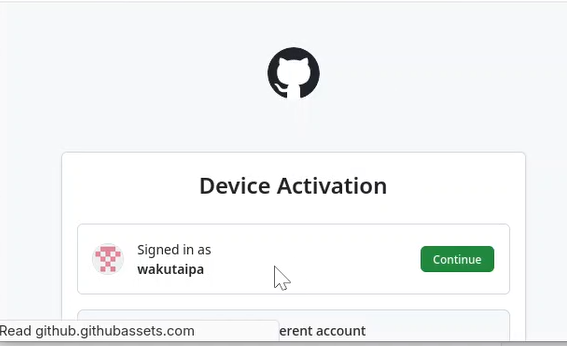 Device Activation
Signed in as
wakutaipa
Continue
erent account
Read github.githubassets.com